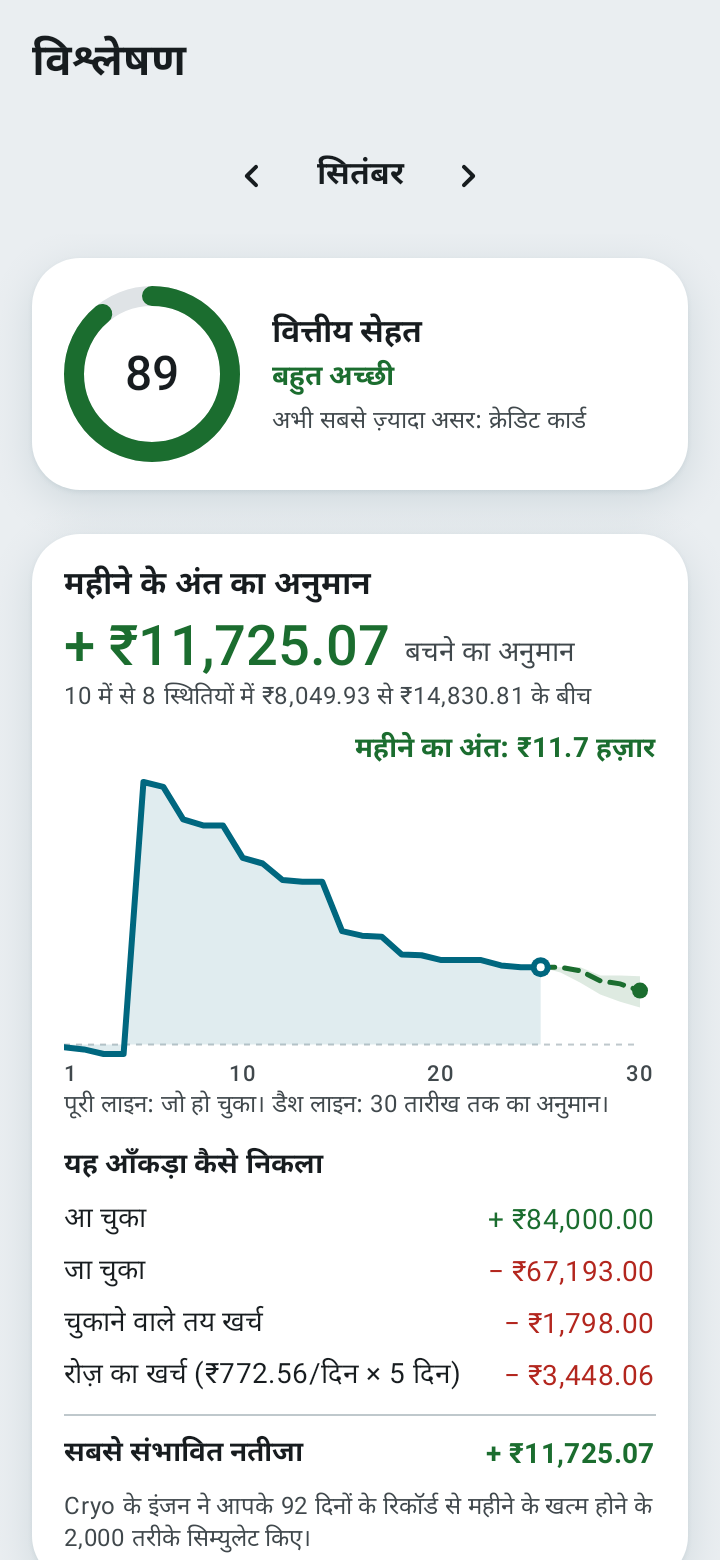 विश्लेषण
सितंबर
89
वित्तीय सेहत
बहुत अच्छी
अभी सबसे ज़्यादा असर: क्रेडिट कार्ड
महीने के अंत का अनुमान
+ ₹11,725.07 बचने का अनुमान
10 में से 8 स्थितियों में ₹8,049.93 से ₹14,830.81 के बीच
महीने का अंत: ₹11.7 हज़ार
1 10 20 30
पूरी लाइन: जो हो चुका। डैश लाइन: 30 तारीख तक का अनुमान।
यह आँकड़ा कैसे निकला
आ चुका + ₹84,000.00
जा चुका − ₹67,193.00
चुकाने वाले तय खर्च − ₹1,798.00
रोज़ का खर्च (₹772.56/दिन × 5 दिन) − ₹3,448.06
सबसे संभावित नतीजा + ₹11,725.07
Cryo के इंजन ने आपके 92 दिनों के रिकॉर्ड से महीने के खत्म होने के
2,000 तरीके सिम्युलेट किए।